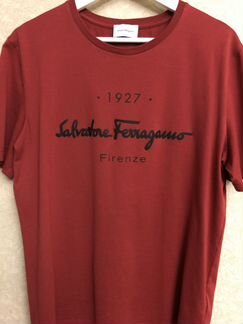 · 1927 ·
Salvatore Ferragamo
Firenze